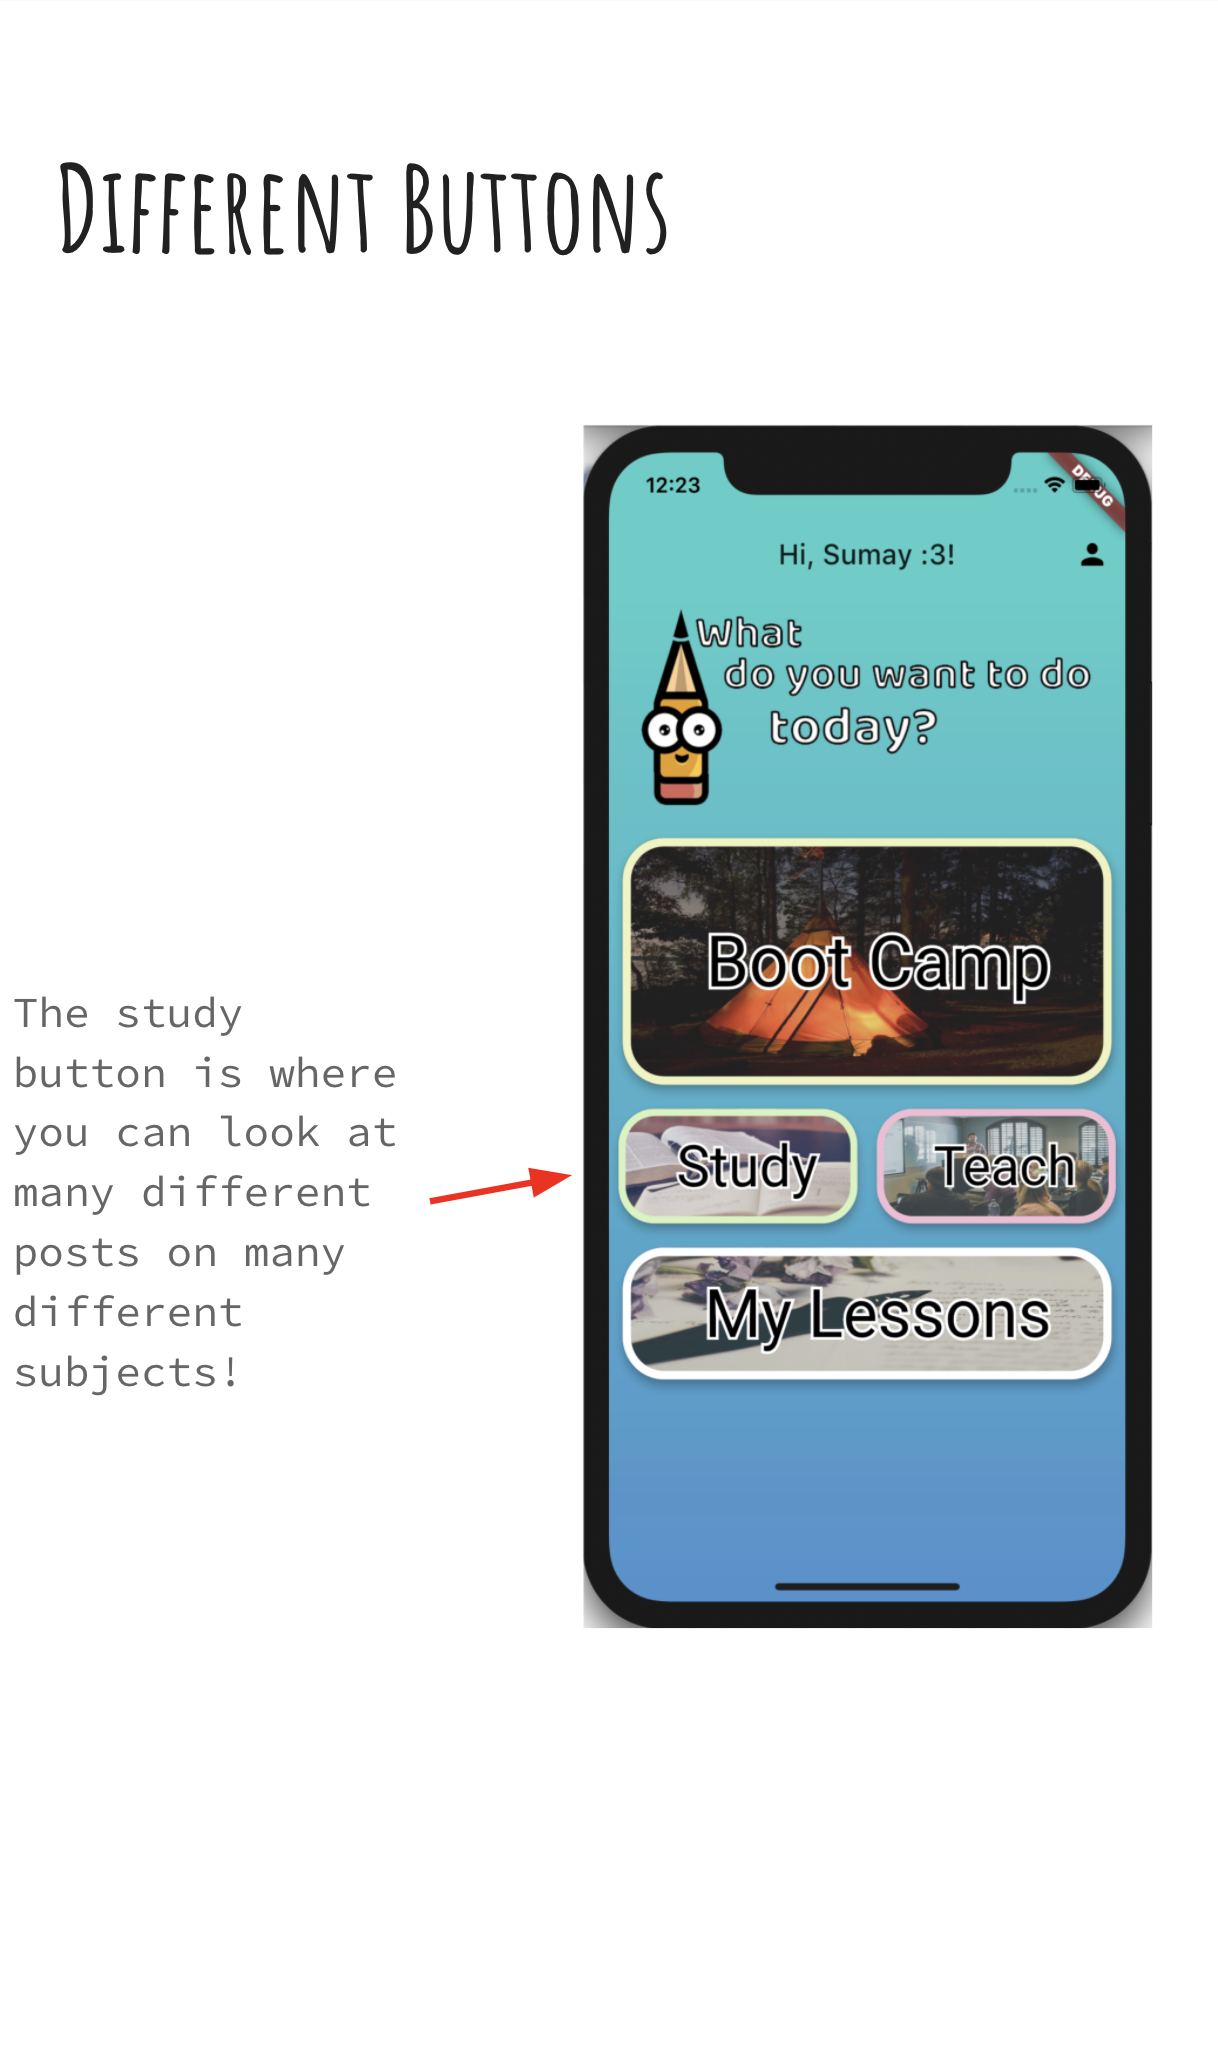 Different Buttons
12:23
DEBUG
Hi, Sumay :3!
What
do you want to do
today?
Boot Camp
The study
button is where
you can look at
many different
posts on many
different
subjects!
Study
Teach
My Lessons